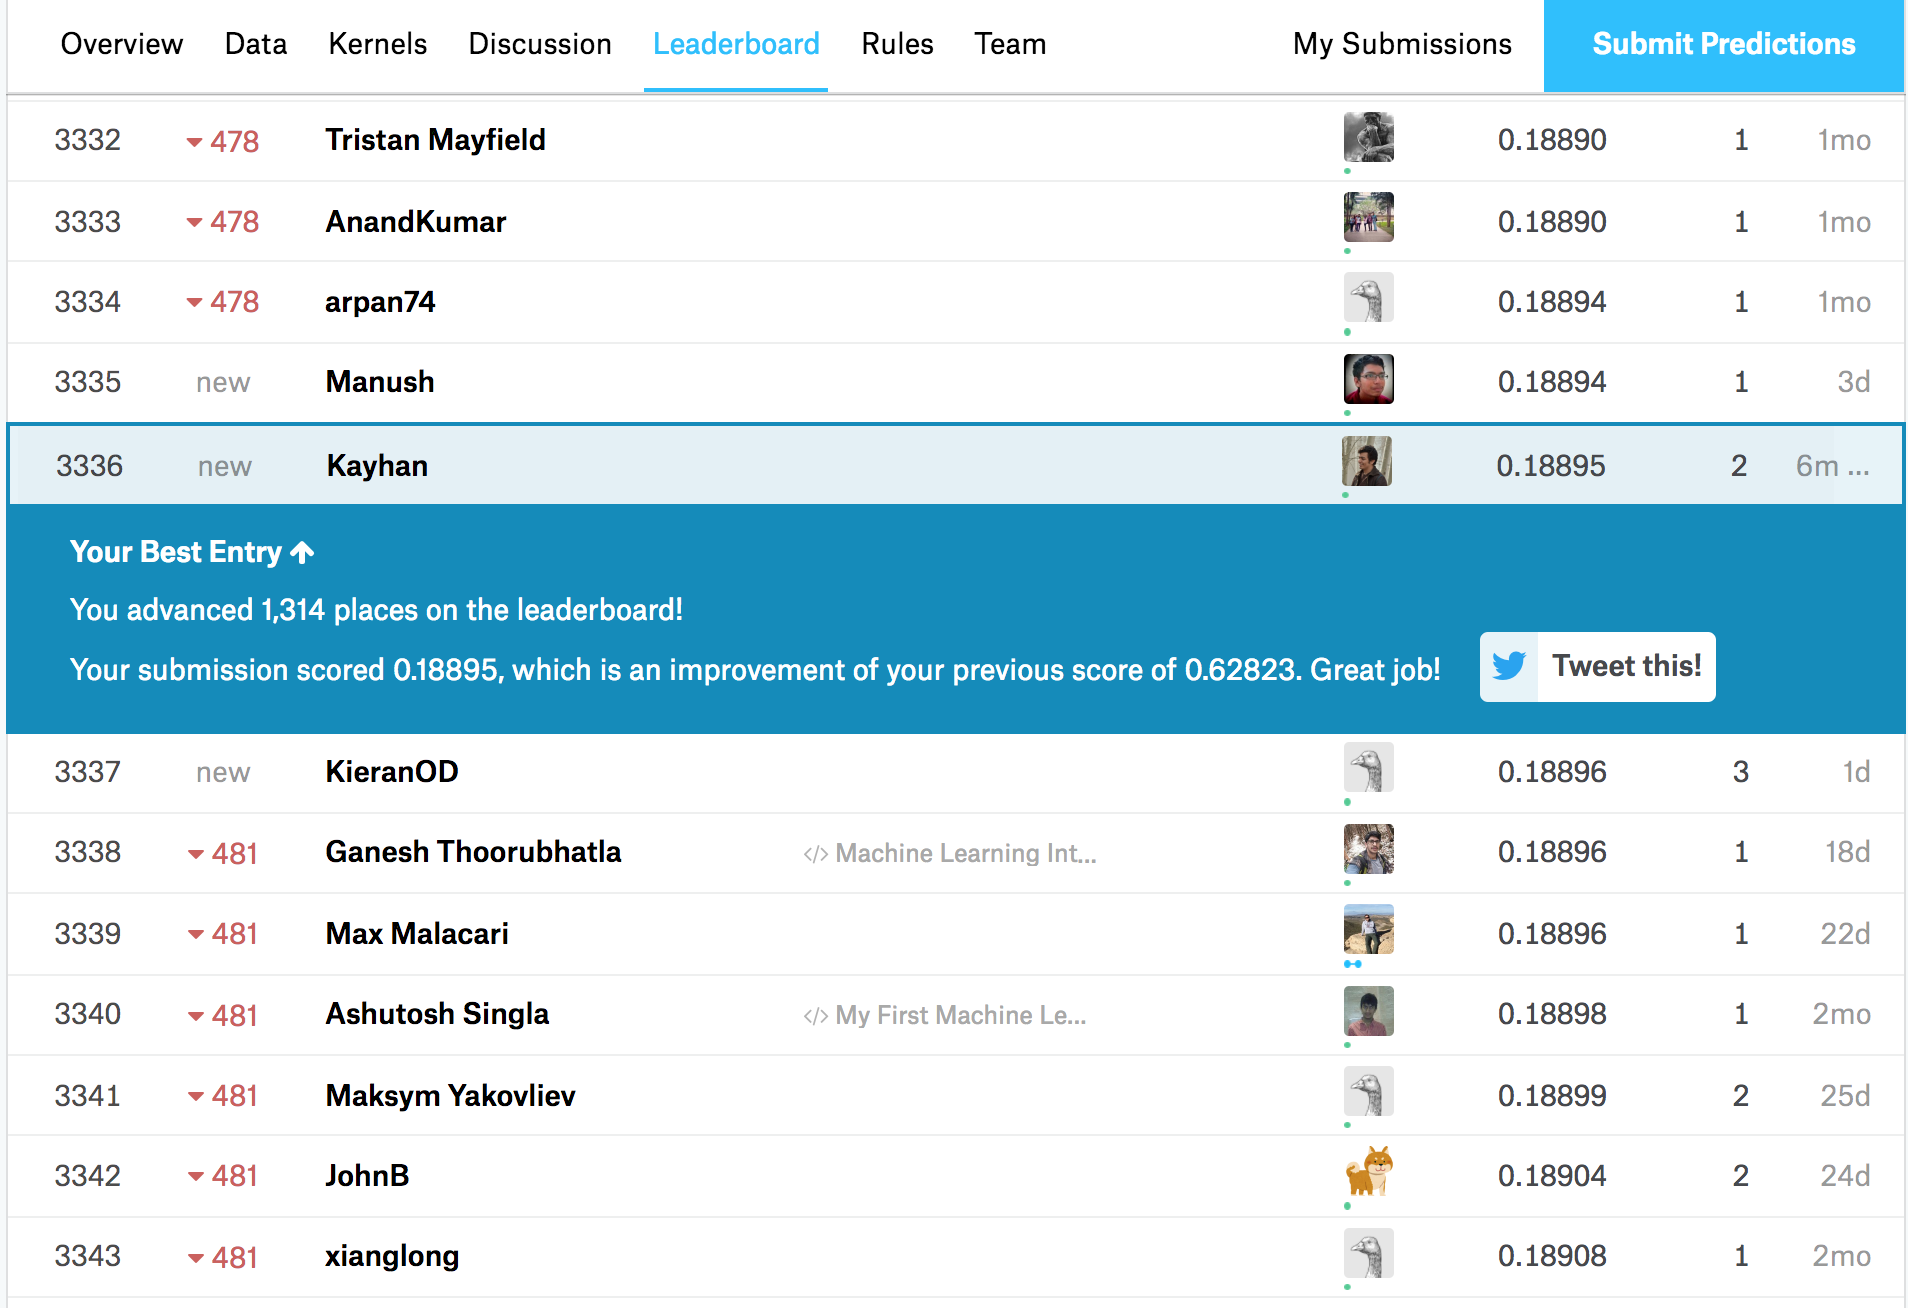 Overview Data Kernels Discussion Leaderboard Rules Team My Submissions Submit Predictions
3332 478 Tristan Mayfield 0.18890 1 1mo
3333 478 AnandKumar 0.18890 1 1mo
3334 478 arpan74 0.18894 1 1mo
3335 new Manush 0.18894 1 3d
3336 new Kayhan 0.18895 2 6m ...
Your Best Entry
You advanced 1,314 places on the leaderboard!
Your submission scored 0.18895, which is an improvement of your previous score of 0.62823. Great job! Tweet this!
3337 new KieranOD 0.18896 3 1d
3338 481 Ganesh Thoorubhatla </> Machine Learning Int... 0.18896 1 18d
3339 481 Max Malacari 0.18896 1 22d
3340 481 Ashutosh Singla </> My First Machine Le... 0.18898 1 2mo
3341 481 Maksym Yakovliev 0.18899 2 25d
3342 481 JohnB 0.18904 2 24d
3343 481 xianglong 0.18908 1 2mo